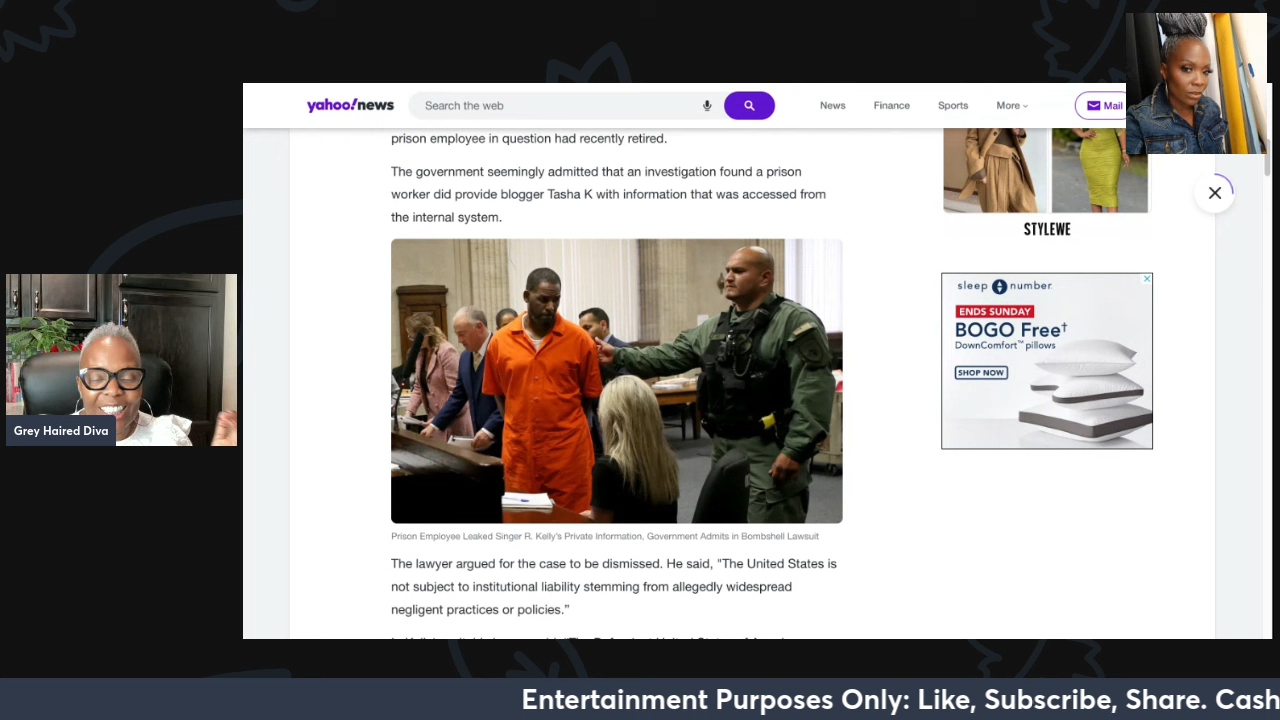 yahoo!news
Search the web
News
Finance
Sports
More
Mail
prison employee in question had recently retired.
The government seemingly admitted that an investigation found a prison
worker did provide blogger Tasha K with information that was accessed from
the internal system.
STYLEWE
sleep number
ENDS SUNDAY
BOGO Free†
DownComfort™ pillows
SHOP NOW
Grey Haired Diva
Prison Employee Leaked Singer R. Kelly's Private Information, Government Admits in Bombshell Lawsuit
The lawyer argued for the case to be dismissed. He said, "The United States is
not subject to institutional liability stemming from allegedly widespread
negligent practices or policies."
Entertainment Purposes Only: Like, Subscribe, Share. Cash